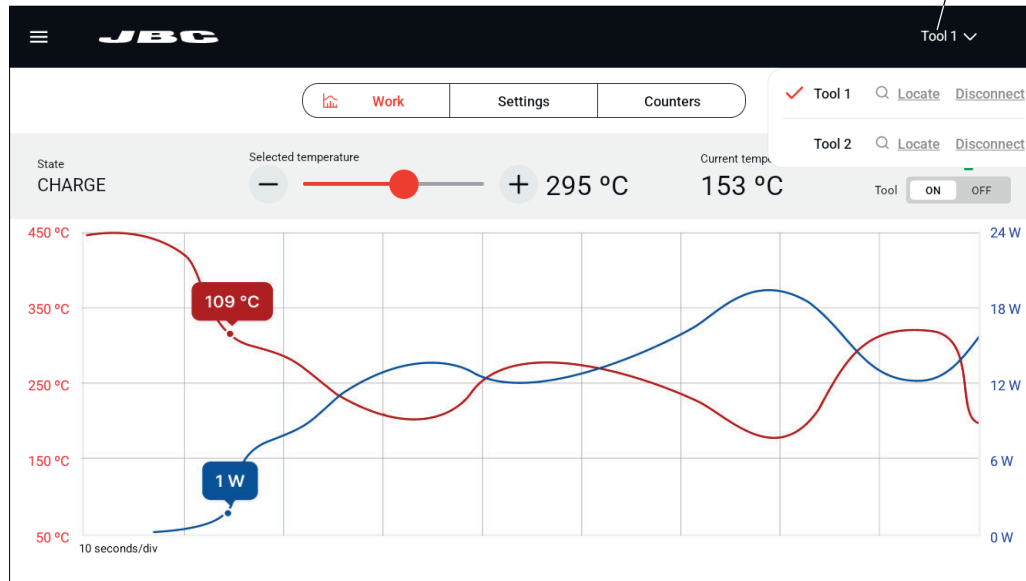 JBC
Tool 1
Work
Settings
Counters
Tool 1 Locate Disconnect
Tool 2 Locate Disconnect
State
CHARGE
Selected temperature
295 ºC
Current
153 ºC
Tool ON OFF
450 ºC
24 W
109 °C
350 ºC
18 W
250 ºC
12 W
150 ºC
6 W
1 W
50 ºC
0 W
10 seconds/div